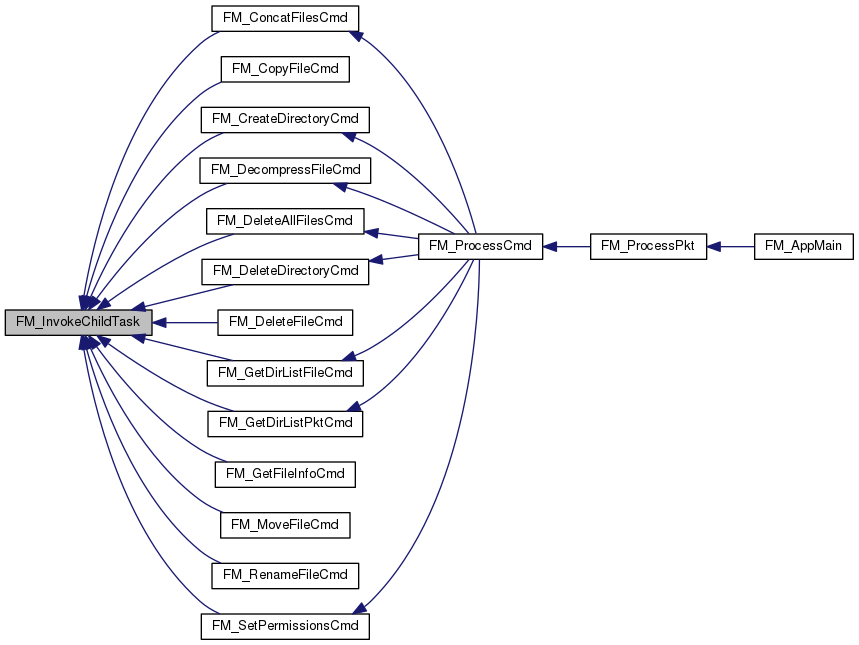 FM_ConcatFilesCmd
FM_CopyFileCmd
FM_CreateDirectoryCmd
FM_DecompressFileCmd
FM_DeleteAllFilesCmd
FM_ProcessCmd
FM_ProcessPkt
FM_AppMain
FM_DeleteDirectoryCmd
FM_InvokeChildTask
FM_DeleteFileCmd
FM_GetDirListFileCmd
FM_GetDirListPktCmd
FM_GetFileInfoCmd
FM_MoveFileCmd
FM_RenameFileCmd
FM_SetPermissionsCmd